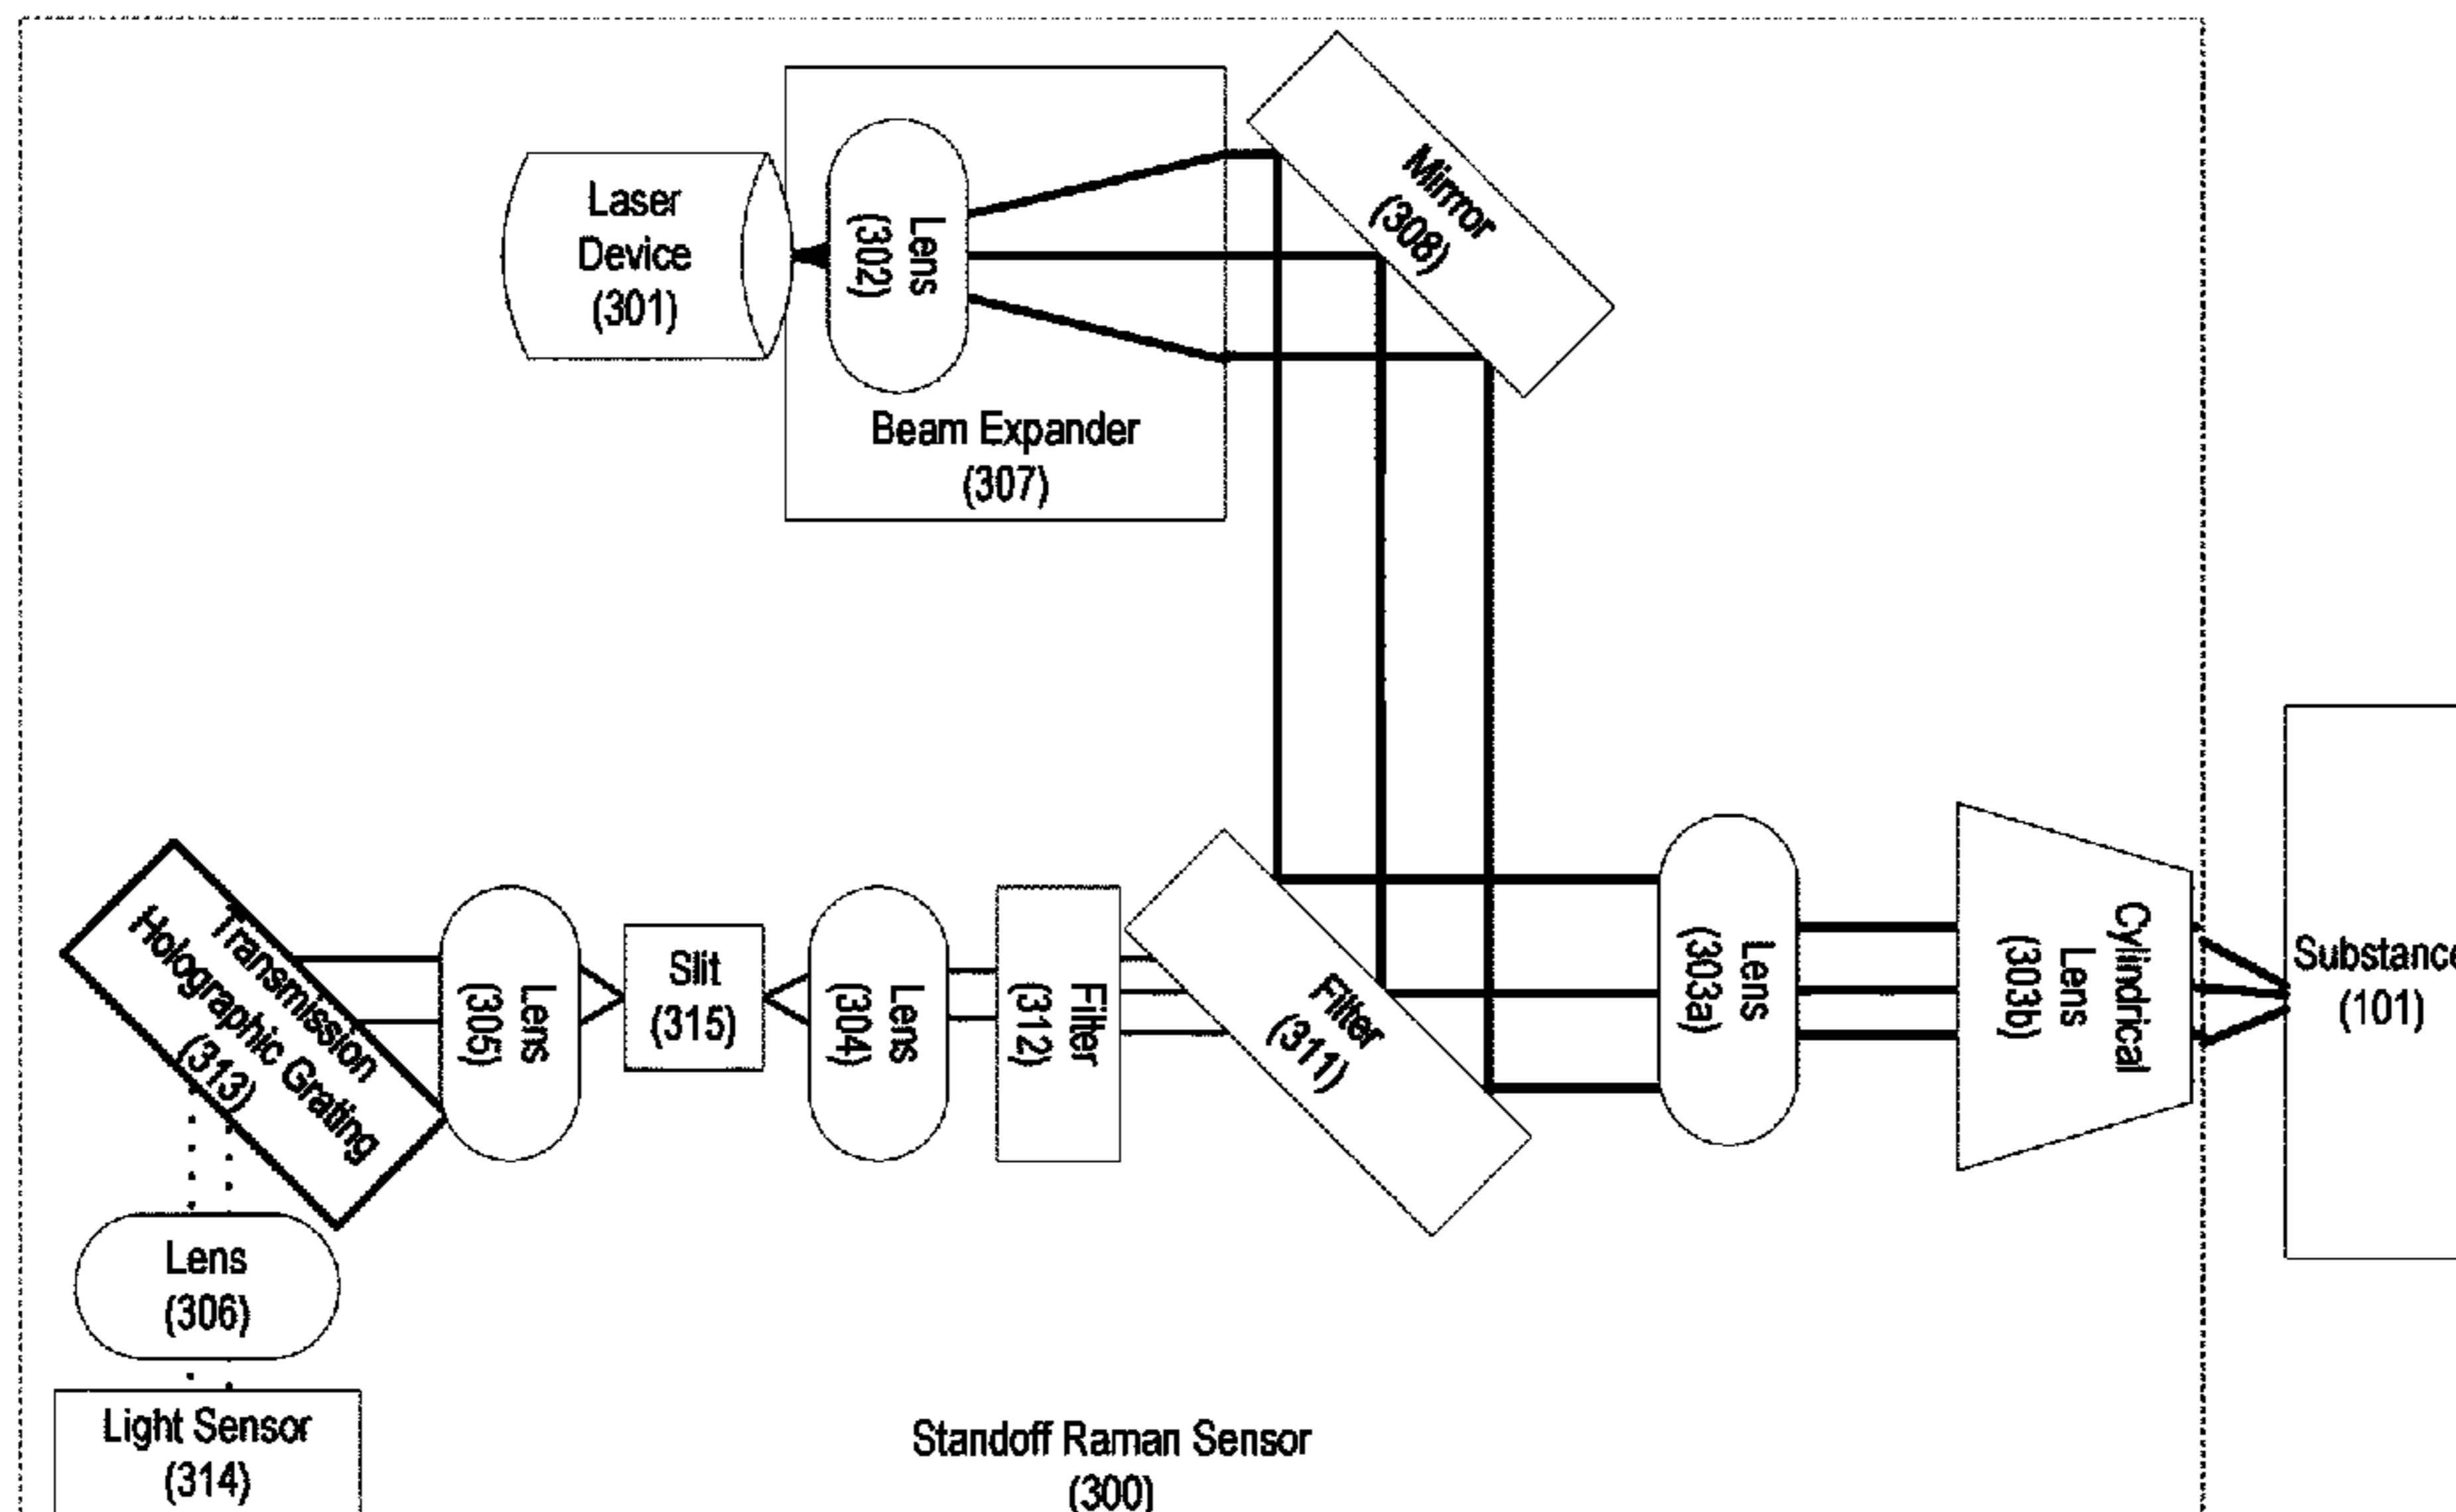 Laser
Device
(301)
Lens
(302)
Beam Expander
(307)
Mirror
(308)
Transmission
Holographic Grating
(313)
Lens
(305)
Slit
(315)
Lens
(304)
Filter
(312)
Filter
(311)
Lens
(303a)
Cylindrical
Lens
(303b)
Substance
(101)
Lens
(306)
Light Sensor
(314)
Standoff Raman Sensor
(300)